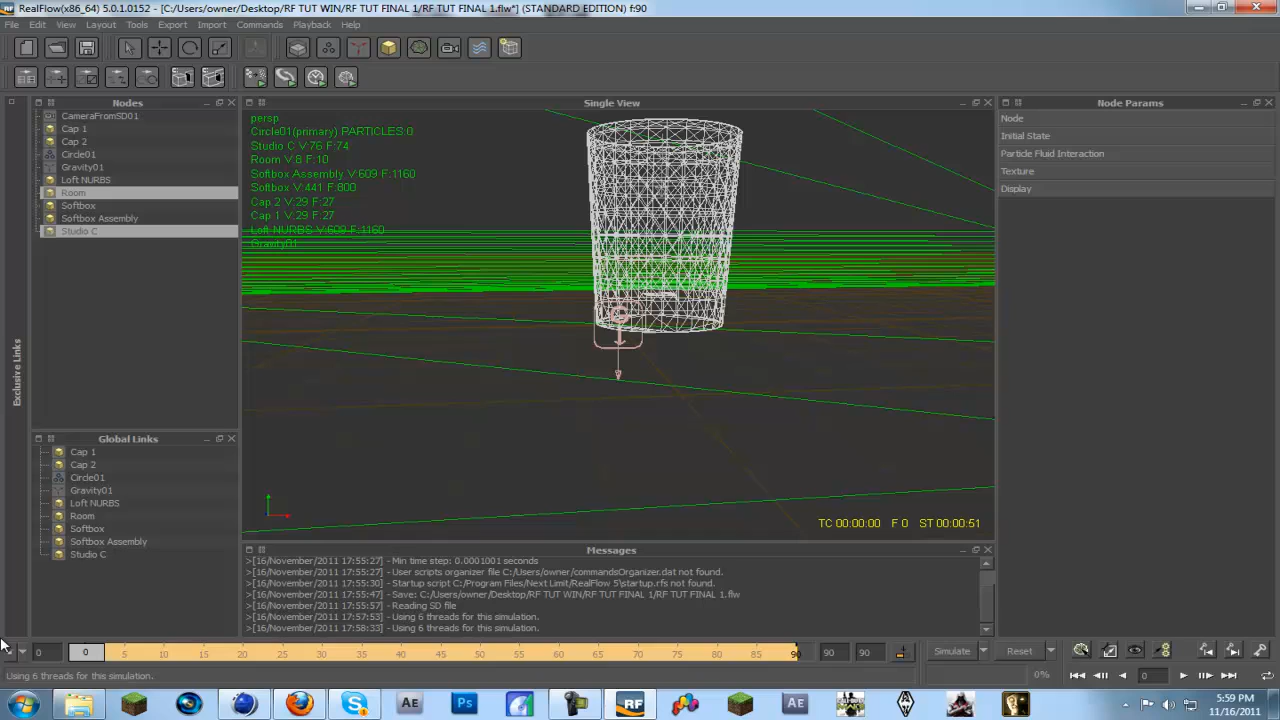 RealFlow(x86_64) 5.0.1.0152 - [C:/Users/owner/Desktop/RF TUT WIN/RF TUT FINAL 1/RF TUT FINAL 1.flw*] (STANDARD EDITION) f:90
File Edit View Layout Tools Export Import Commands Playback Help
Nodes
CameraFromSD01
Cap 1
Cap 2
Circle01
Gravity01
Loft NURBS
Room
Softbox
Softbox Assembly
Studio C
Exclusive Links
Global Links
Cap 1
Cap 2
Circle01
Gravity01
Loft NURBS
Room
Softbox
Softbox Assembly
Studio C
Single View
persp
Circle01(primary) PARTICLES:0
Studio C V:76 F:74
Room V:8 F:10
Softbox Assembly V:609 F:1160
Softbox V:441 F:800
Cap 2 V:29 F:27
Cap 1 V:29 F:27
Loft NURBS V:609 F:1160
Gravity01
TC 00:00:00 F 0 ST 00:00:51
Messages
>[16/November/2011 17:55:27] - Min time step: 0.0001001 seconds
>[16/November/2011 17:55:27] - User scripts organizer file C:/Users/owner/commandsOrganizer.dat not found.
>[16/November/2011 17:55:30] - Startup script C:/Program Files/Next Limit/RealFlow 5/startup.rfs not found.
>[16/November/2011 17:55:47] - Save: C:/Users/owner/Desktop/RF TUT WIN/RF TUT FINAL 1/RF TUT FINAL 1.flw
>[16/November/2011 17:55:57] - Reading SD file
>[16/November/2011 17:57:53] - Using 6 threads for this simulation.
>[16/November/2011 17:58:33] - Using 6 threads for this simulation.
Node Params
Node
Initial State
Particle Fluid Interaction
Texture
Display
0 0 5 10 15 20 25 30 35 40 45 50 55 60 65 70 75 80 85 90 90 90
Simulate Reset
Using 6 threads for this simulation.
0% 0
Ae Ps RF AE
5:59 PM
11/16/2011